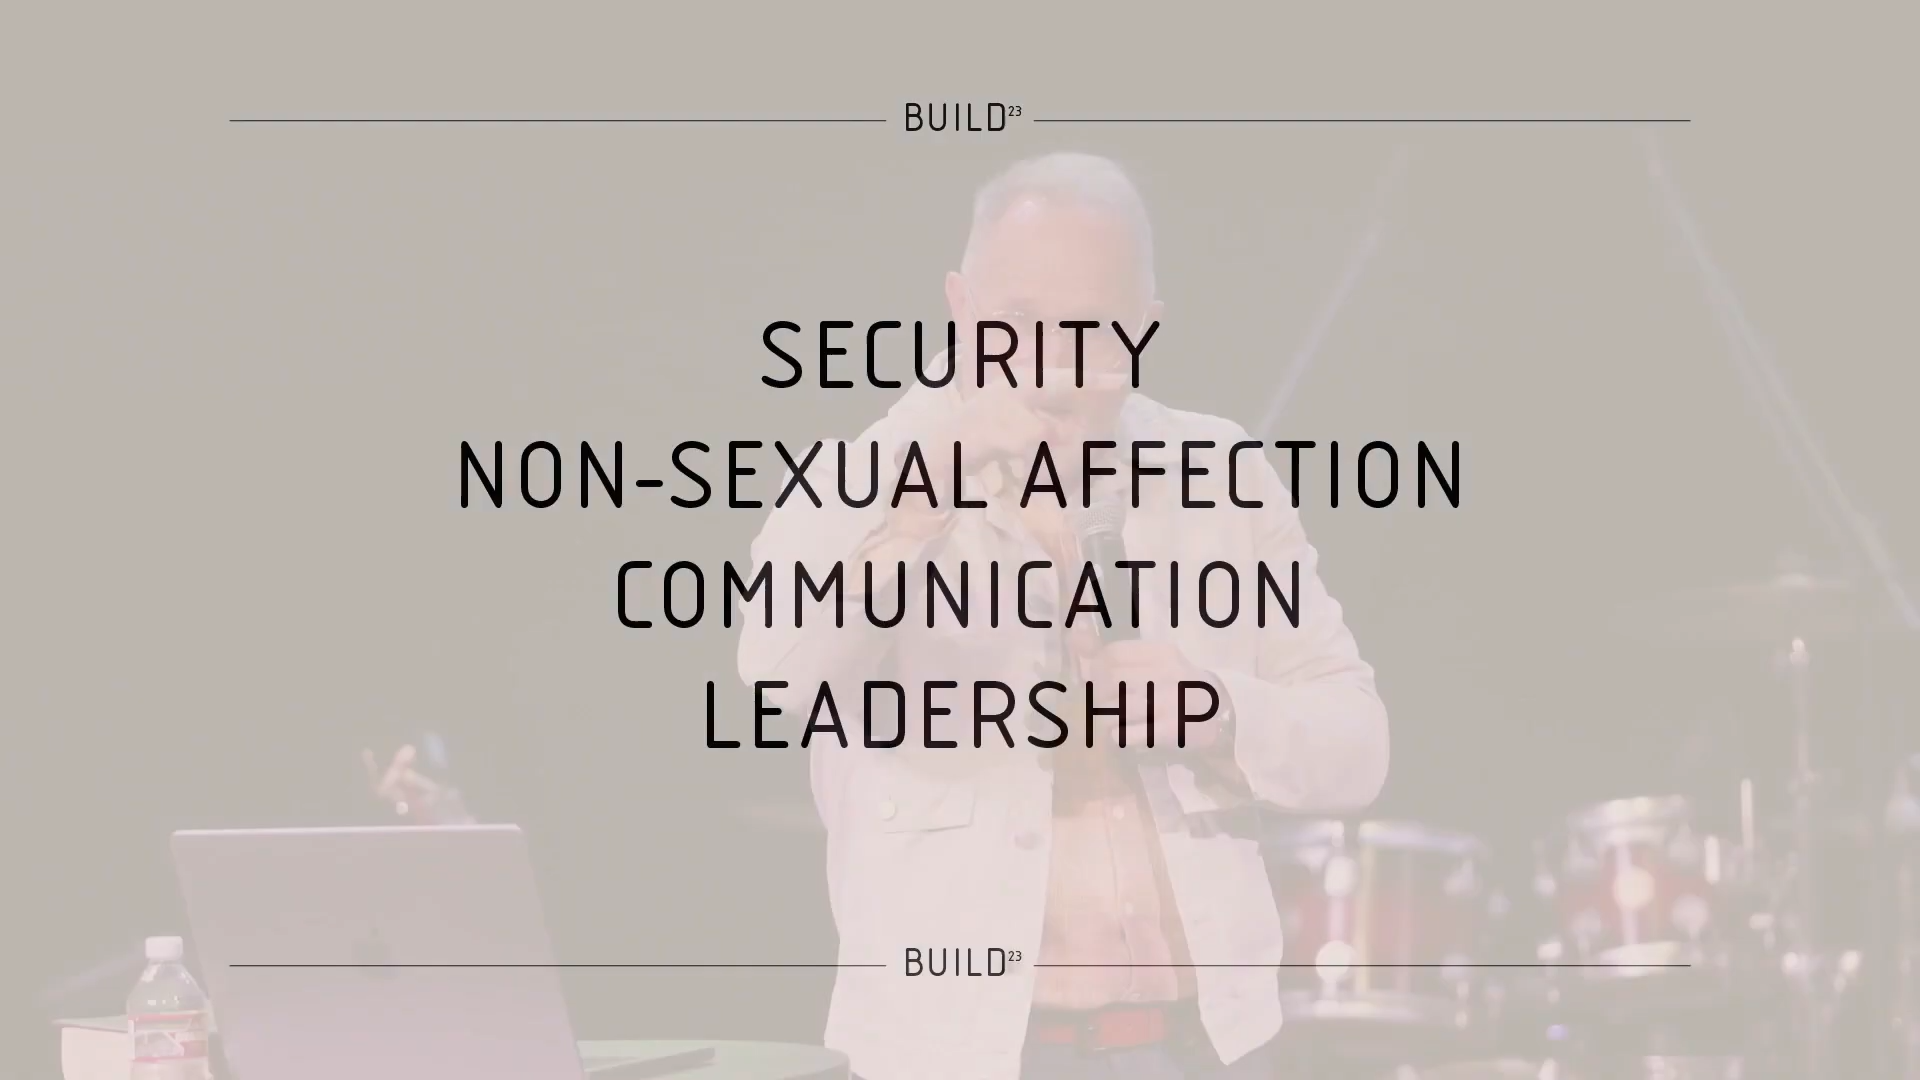 BUILD23
SECURITY
NON-SEXUAL AFFECTION
COMMUNICATION
LEADERSHIP
BUILD23